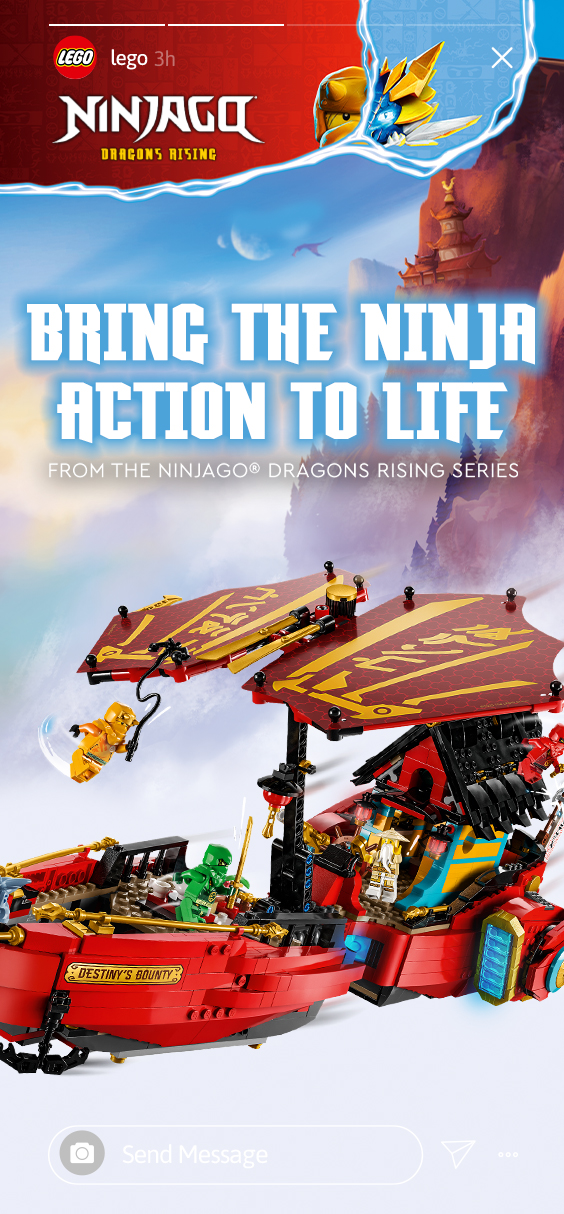 LEGO
lego 3h
NINJAGO
DRAGONS RISING
BRING THE NINJA
ACTION TO LIFE
FROM THE NINJAGO® DRAGONS RISING SERIES
DESTINY'S BOUNTY
Send Message